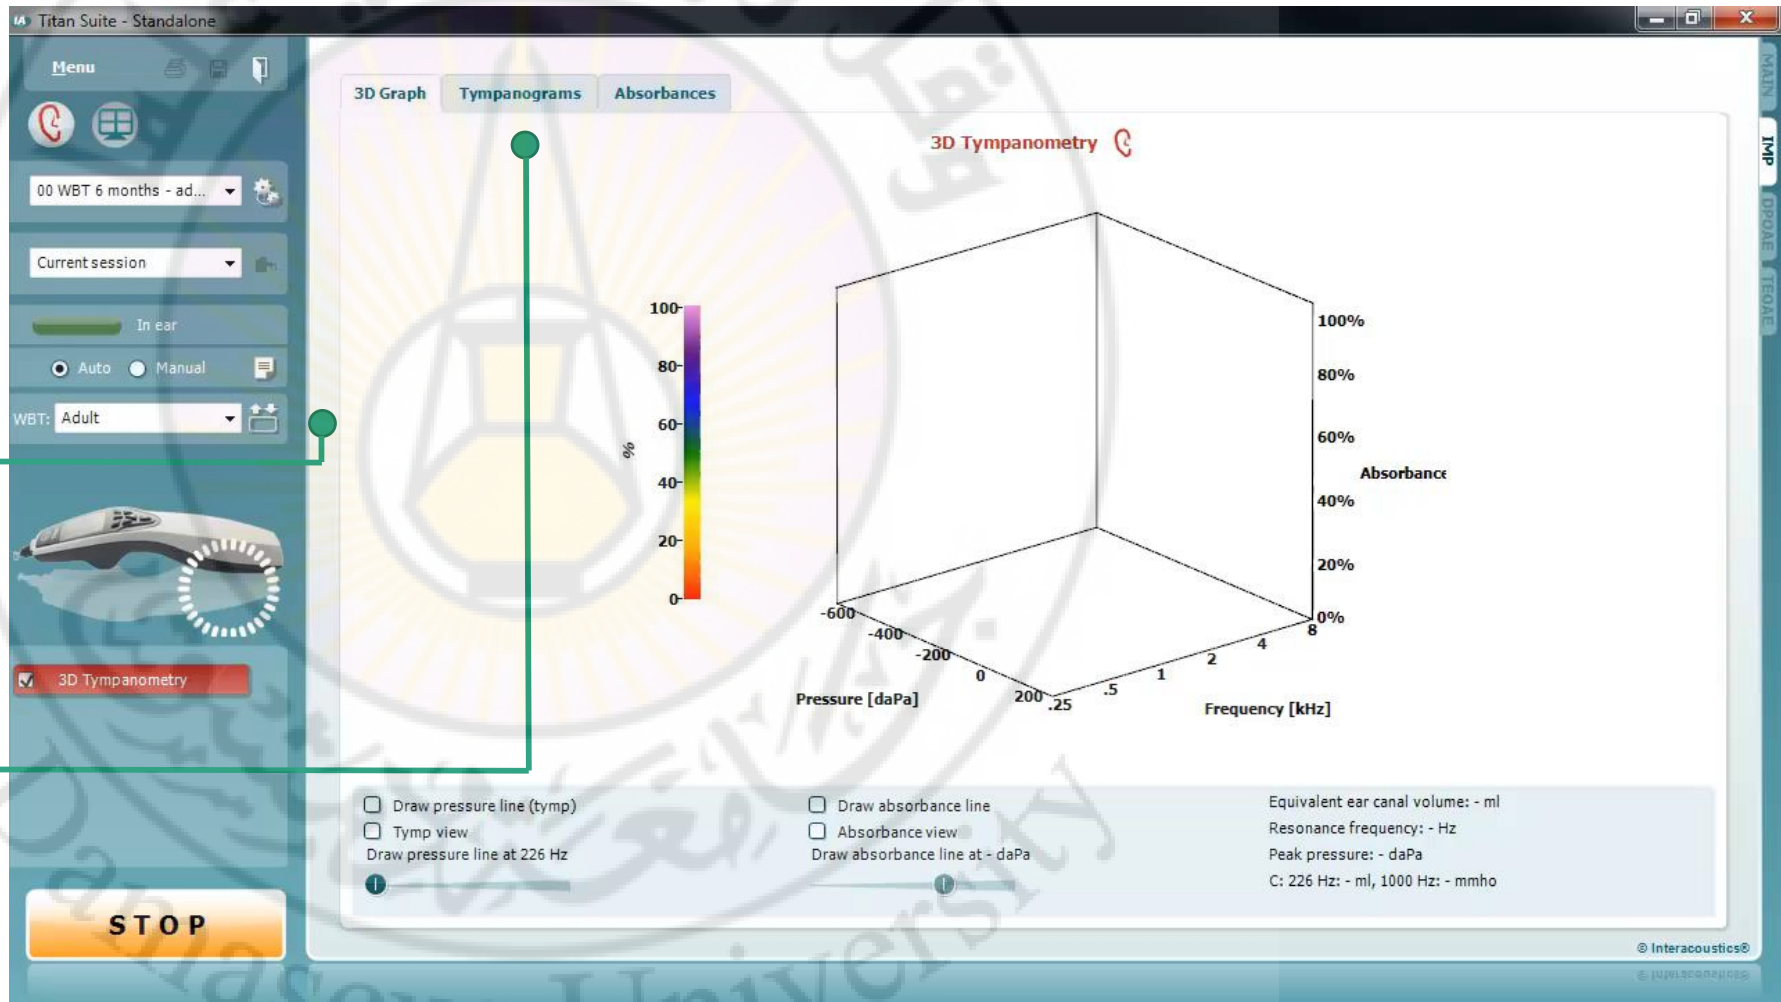 Titan Suite - Standalone
Menu
00 WBT 6 months - ad...
Current session
In ear
Auto Manual
WBT: Adult
3D Tympanometry
STOP
3D Graph Tympanograms Absorbances
3D Tympanometry
100
80
60
%
40
20
0
100%
80%
60%
Absorbance
40%
20%
0%
-600
-400
-200
0
200
Pressure [daPa]
.25 .5 1 2 4 8
Frequency [kHz]
Draw pressure line (tymp)
Tymp view
Draw pressure line at 226 Hz
Draw absorbance line
Absorbance view
Draw absorbance line at - daPa
Equivalent ear canal volume: - ml
Resonance frequency: - Hz
Peak pressure: - daPa
C: 226 Hz: - ml, 1000 Hz: - mmho
© Interacoustics®
MAIN
IMP
DPOAE
TEOAE
Damascus University